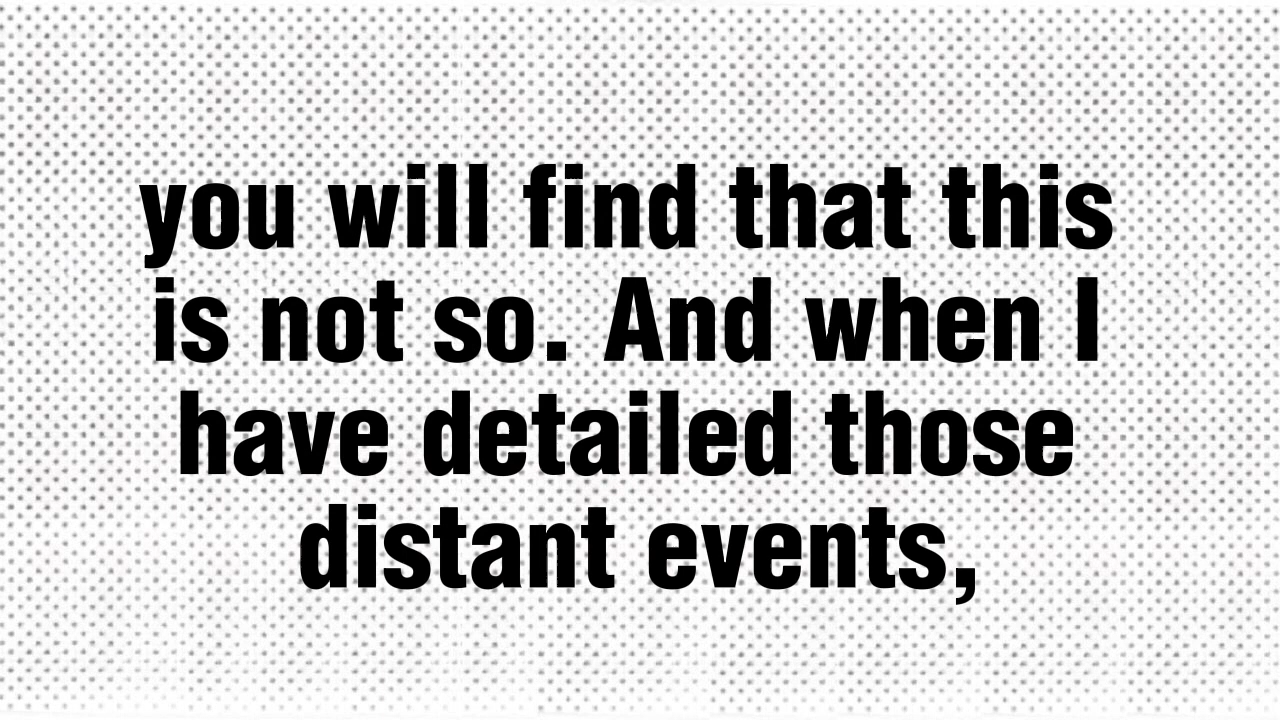 you will find that this
is not so. And when I
have detailed those
distant events,